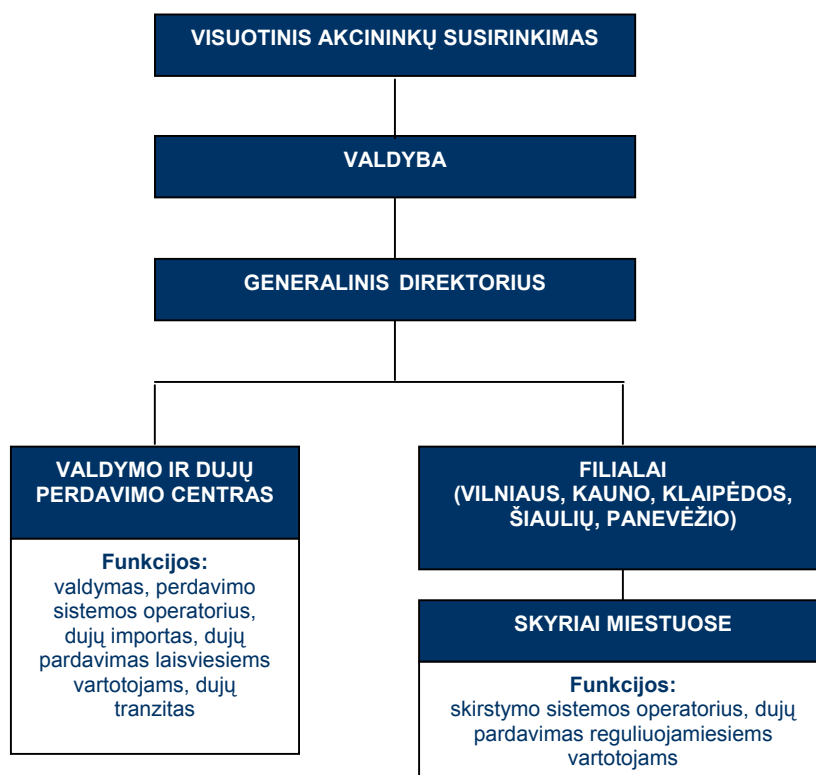 VISUOTINIS AKCININKŲ SUSIRINKIMAS
VALDYBA
GENERALINIS DIREKTORIUS
VALDYMO IR DUJŲ
PERDAVIMO CENTRAS
Funkcijos:
valdymas, perdavimo
sistemos operatorius,
dujų importas, dujų
pardavimas laisviesiems
vartotojams, dujų
tranzitas
FILIALAI
(VILNIAUS, KAUNO, KLAIPĖDOS,
ŠIAULIŲ, PANEVĖŽIO)
SKYRIAI MIESTUOSE
Funkcijos:
skirstymo sistemos operatorius, dujų
pardavimas reguliuojamiesiems
vartotojams